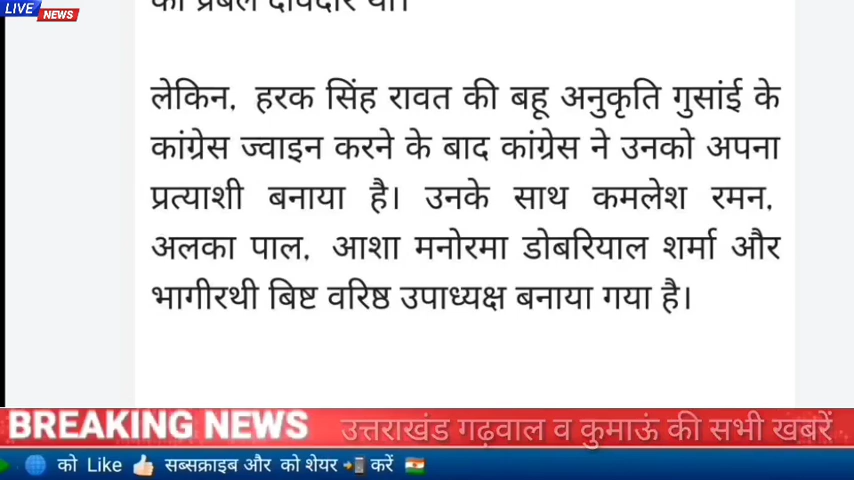 LIVE
NEWS
लेकिन, हरक सिंह रावत की बहू अनुकृति गुसांई के
कांग्रेस ज्वाइन करने के बाद कांग्रेस ने उनको अपना
प्रत्याशी बनाया है। उनके साथ कमलेश रमन,
अलका पाल, आशा मनोरमा डोबरियाल शर्मा और
भागीरथी बिष्ट वरिष्ठ उपाध्यक्ष बनाया गया है।
BREAKING NEWS उत्तराखंड गढ़वाल व कुमाऊं की सभी खबरें
को Like 👍🏻 सब्सक्राइब और को शेयर 📲 करें 🇮🇳